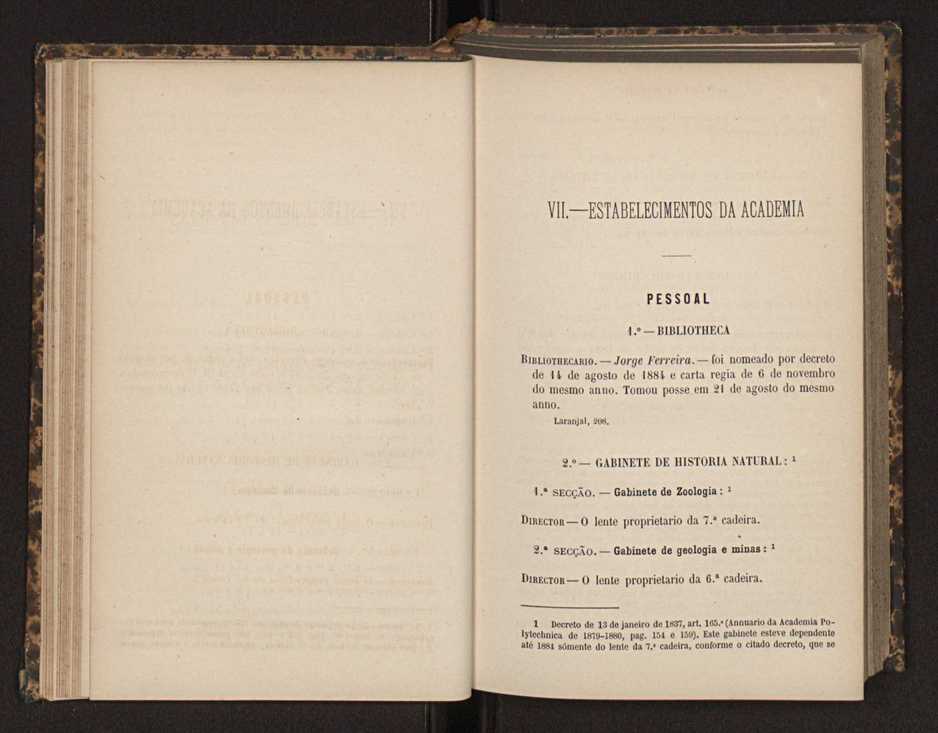 VII.—ESTABELECIMENTOS DA ACADEMIA
PESSOAL
1.º — BIBLIOTHECA
BIBLIOTHECARIO. — Jorge Ferreira. — foi nomeado por decreto
de 14 de agosto de 1884 e carta regia de 6 de novembro
do mesmo anno. Tomou posse em 21 de agosto do mesmo
anno.
Laranjal, 208.
2.º — GABINETE DE HISTORIA NATURAL: ¹
1.ª SECÇÃO. — Gabinete de Zoologia: ¹
DIRECTOR — O lente proprietario da 7.ª cadeira.
2.ª SECÇÃO. — Gabinete de geologia e minas: ¹
DIRECTOR — O lente proprietario da 6.ª cadeira.
1 Decreto de 13 de janeiro de 1837, art. 165.º (Annuario da Academia Po-
lytechnica de 1879-1880, pag. 154 e 159). Este gabinete esteve dependente
até 1884 sómente do lente da 7.ª cadeira, conforme o citado decreto, que se